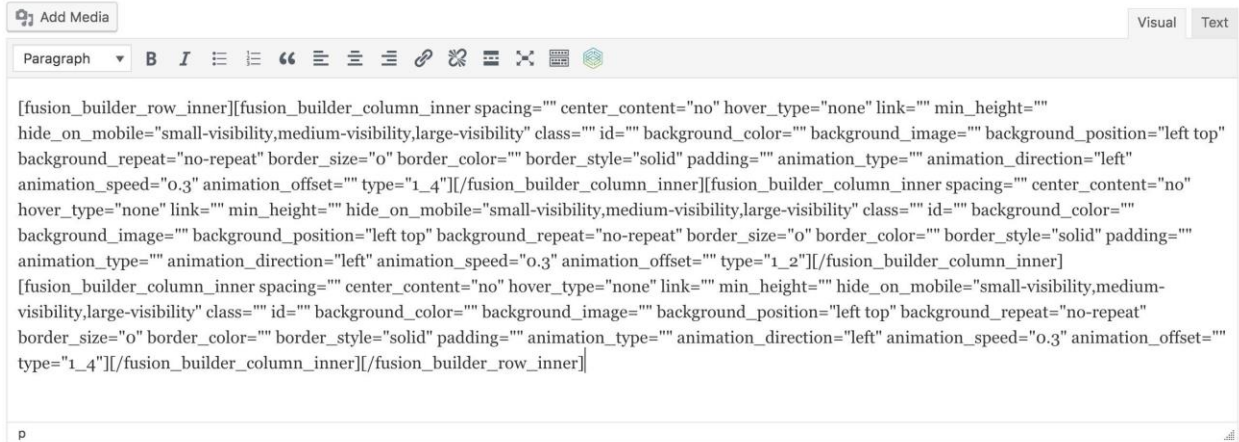 Add Media
Visual Text
Paragraph B I
[fusion_builder_row_inner][fusion_builder_column_inner spacing="" center_content="no" hover_type="none" link="" min_height=""
hide_on_mobile="small-visibility,medium-visibility,large-visibility" class="" id="" background_color="" background_image="" background_position="left top"
background_repeat="no-repeat" border_size="0" border_color="" border_style="solid" padding="" animation_type="" animation_direction="left"
animation_speed="0.3" animation_offset="" type="1_4"][/fusion_builder_column_inner][fusion_builder_column_inner spacing="" center_content="no"
hover_type="none" link="" min_height="" hide_on_mobile="small-visibility,medium-visibility,large-visibility" class="" id="" background_color=""
background_image="" background_position="left top" background_repeat="no-repeat" border_size="0" border_color="" border_style="solid" padding=""
animation_type="" animation_direction="left" animation_speed="0.3" animation_offset="" type="1_2"][/fusion_builder_column_inner]
[fusion_builder_column_inner spacing="" center_content="no" hover_type="none" link="" min_height="" hide_on_mobile="small-visibility,medium-
visibility,large-visibility" class="" id="" background_color="" background_image="" background_position="left top" background_repeat="no-repeat"
border_size="0" border_color="" border_style="solid" padding="" animation_type="" animation_direction="left" animation_speed="0.3" animation_offset=""
type="1_4"][/fusion_builder_column_inner][/fusion_builder_row_inner]
p